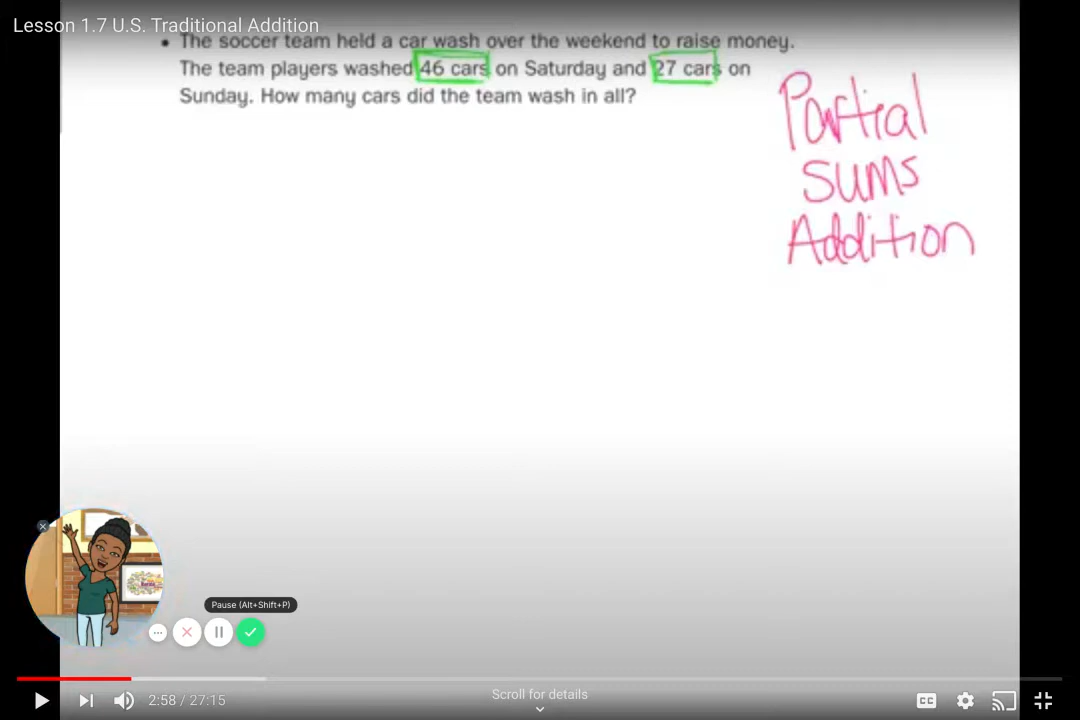 Lesson 1.7 U.S. Traditional Addition
• The soccer team held a car wash over the weekend to raise money.
The team players washed 46 cars on Saturday and 27 cars on
Sunday. How many cars did the team wash in all?
Partial
sums
Addition
Pause (Alt+Shift+P)
2:58 / 27:15
Scroll for details
CC